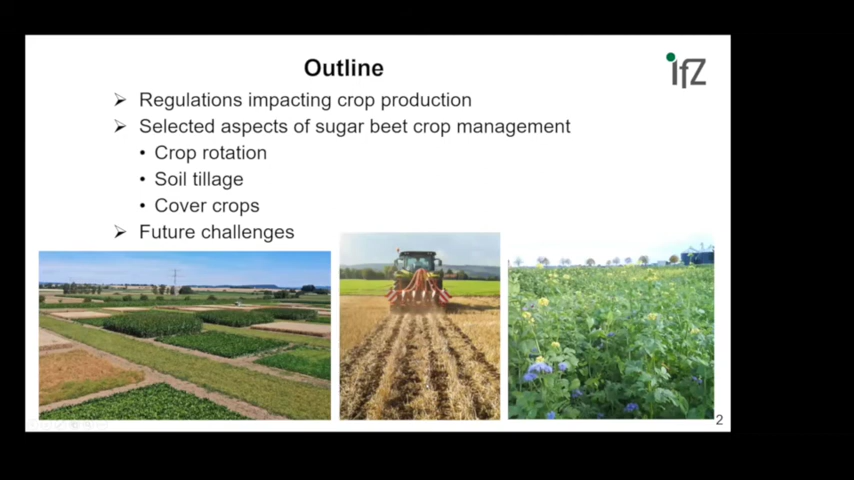 Outline
ifZ
➢ Regulations impacting crop production
➢ Selected aspects of sugar beet crop management
• Crop rotation
• Soil tillage
• Cover crops
➢ Future challenges
2